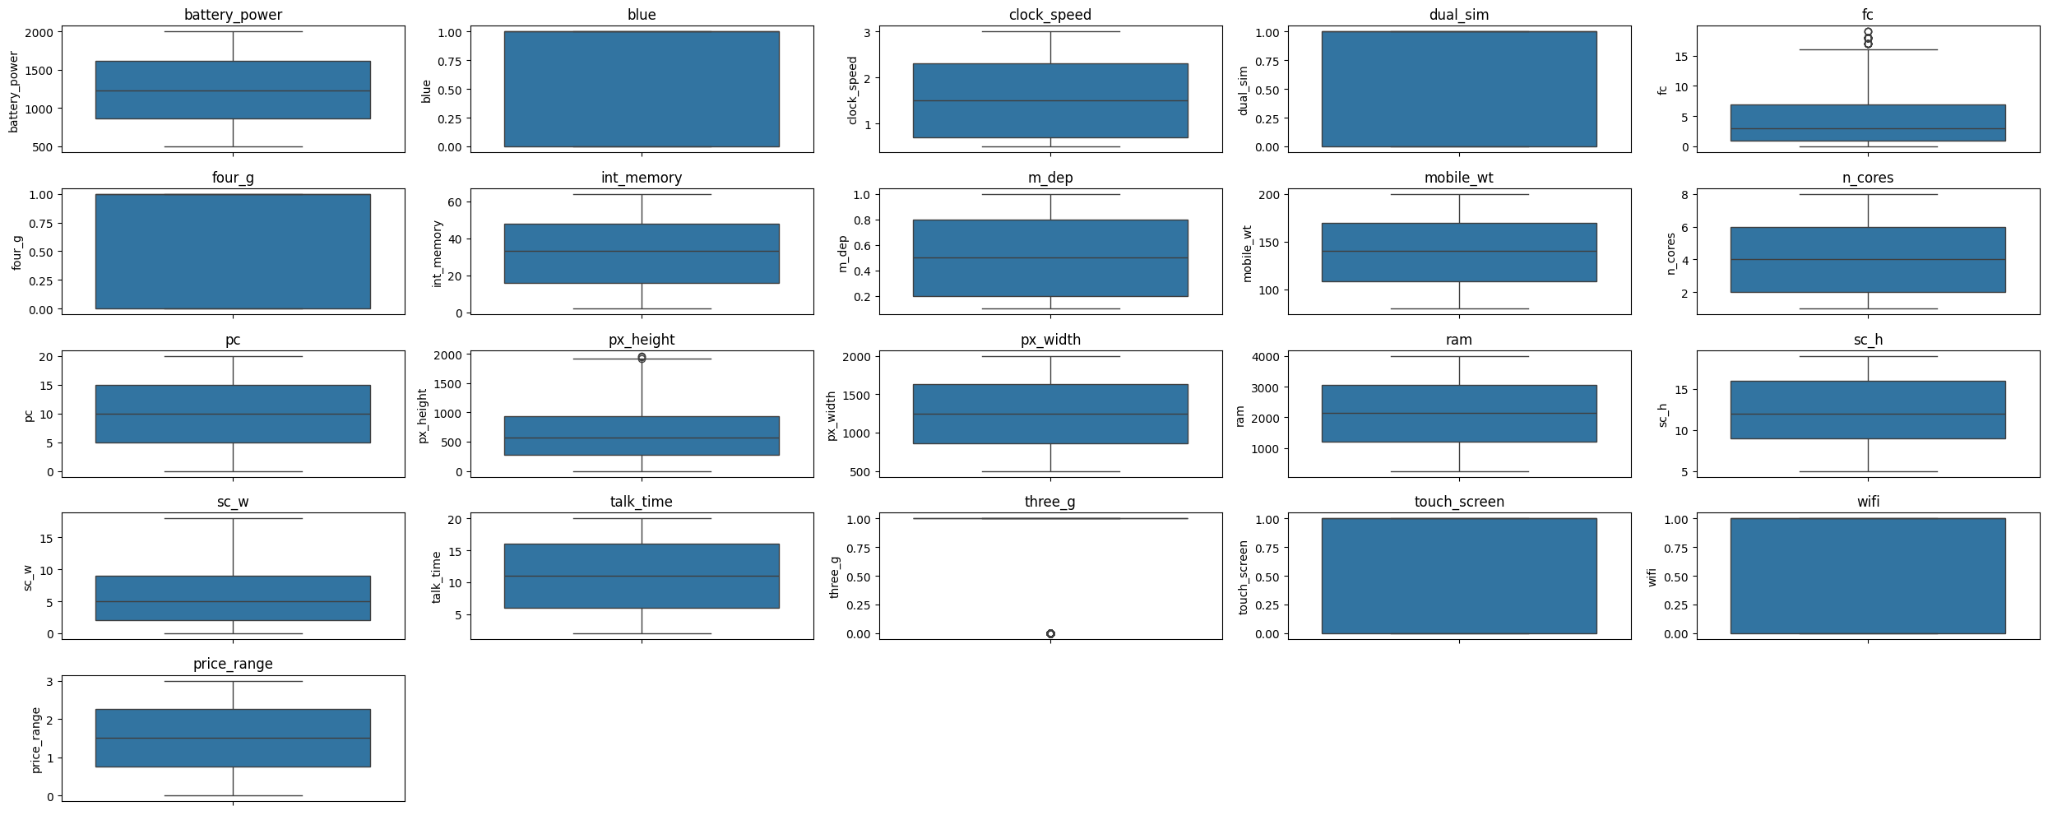 battery_power
battery_power
2000
1500
1000
500
blue
blue
1.00
0.75
0.50
0.25
0.00
clock_speed
clock_speed
3
2
1
dual_sim
dual_sim
1.00
0.75
0.50
0.25
0.00
fc
fc
15
10
5
0
four_g
four_g
1.00
0.75
0.50
0.25
0.00
int_memory
int_memory
60
40
20
0
m_dep
m_dep
1.0
0.8
0.6
0.4
0.2
mobile_wt
mobile_wt
200
150
100
n_cores
n_cores
8
6
4
2
pc
pc
20
15
10
5
0
px_height
px_height
2000
1500
1000
500
0
px_width
px_width
2000
1500
1000
500
ram
ram
4000
3000
2000
1000
sc_h
sc_h
15
10
5
sc_w
sc_w
15
10
5
0
talk_time
talk_time
20
15
10
5
three_g
three_g
1.00
0.75
0.50
0.25
0.00
touch_screen
touch_screen
1.00
0.75
0.50
0.25
0.00
wifi
wifi
1.00
0.75
0.50
0.25
0.00
price_range
price_range
3
2
1
0